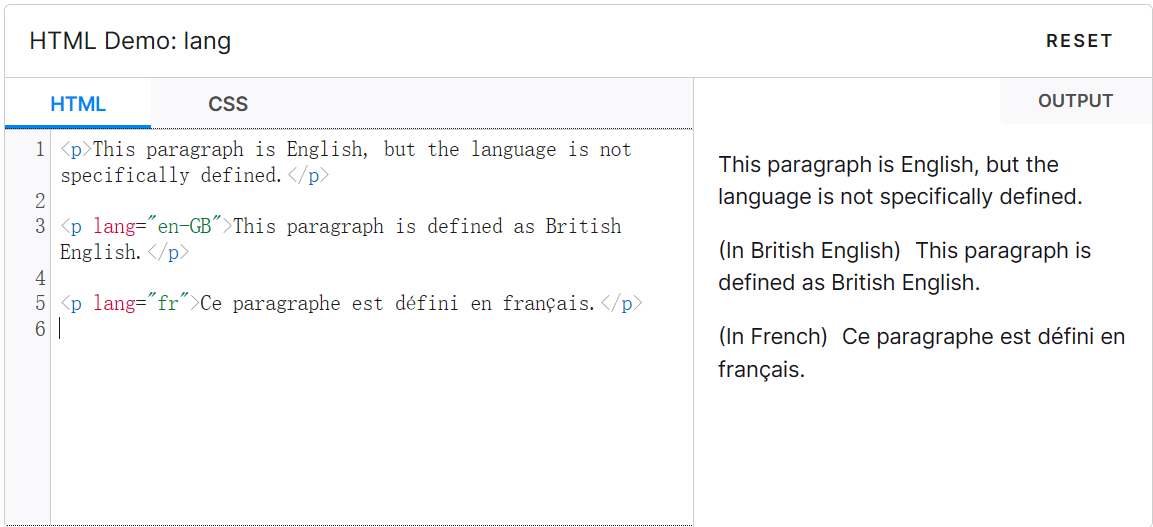 HTML Demo: lang
RESET
HTML
CSS
1 <p>This paragraph is English, but the language is not
specifically defined.</p>
2
3 <p lang="en-GB">This paragraph is defined as British
English.</p>
4
5 <p lang="fr">Ce paragraphe est défini en français.</p>
6
OUTPUT
This paragraph is English, but the
language is not specifically defined.
(In British English) This paragraph is
defined as British English.
(In French) Ce paragraphe est défini en
français.